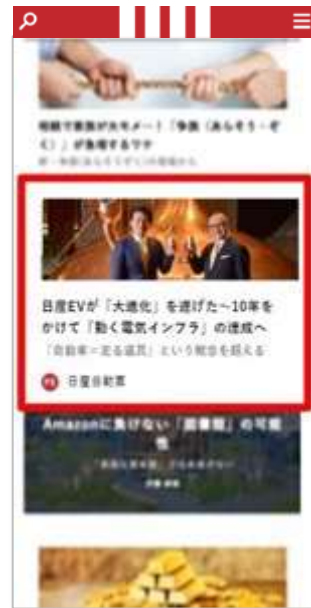 相続で家族が大モメー！「争族（あらそう・ぞ
く）」が急増するワケ
日産EVが「大進化」を遂げた～10年を
かけて「動く電気インフラ」の達成へ
「自動車＝走る道具」という概念を超える
PR 日産自動車
Amazonに負けない「図書館」の可能
性